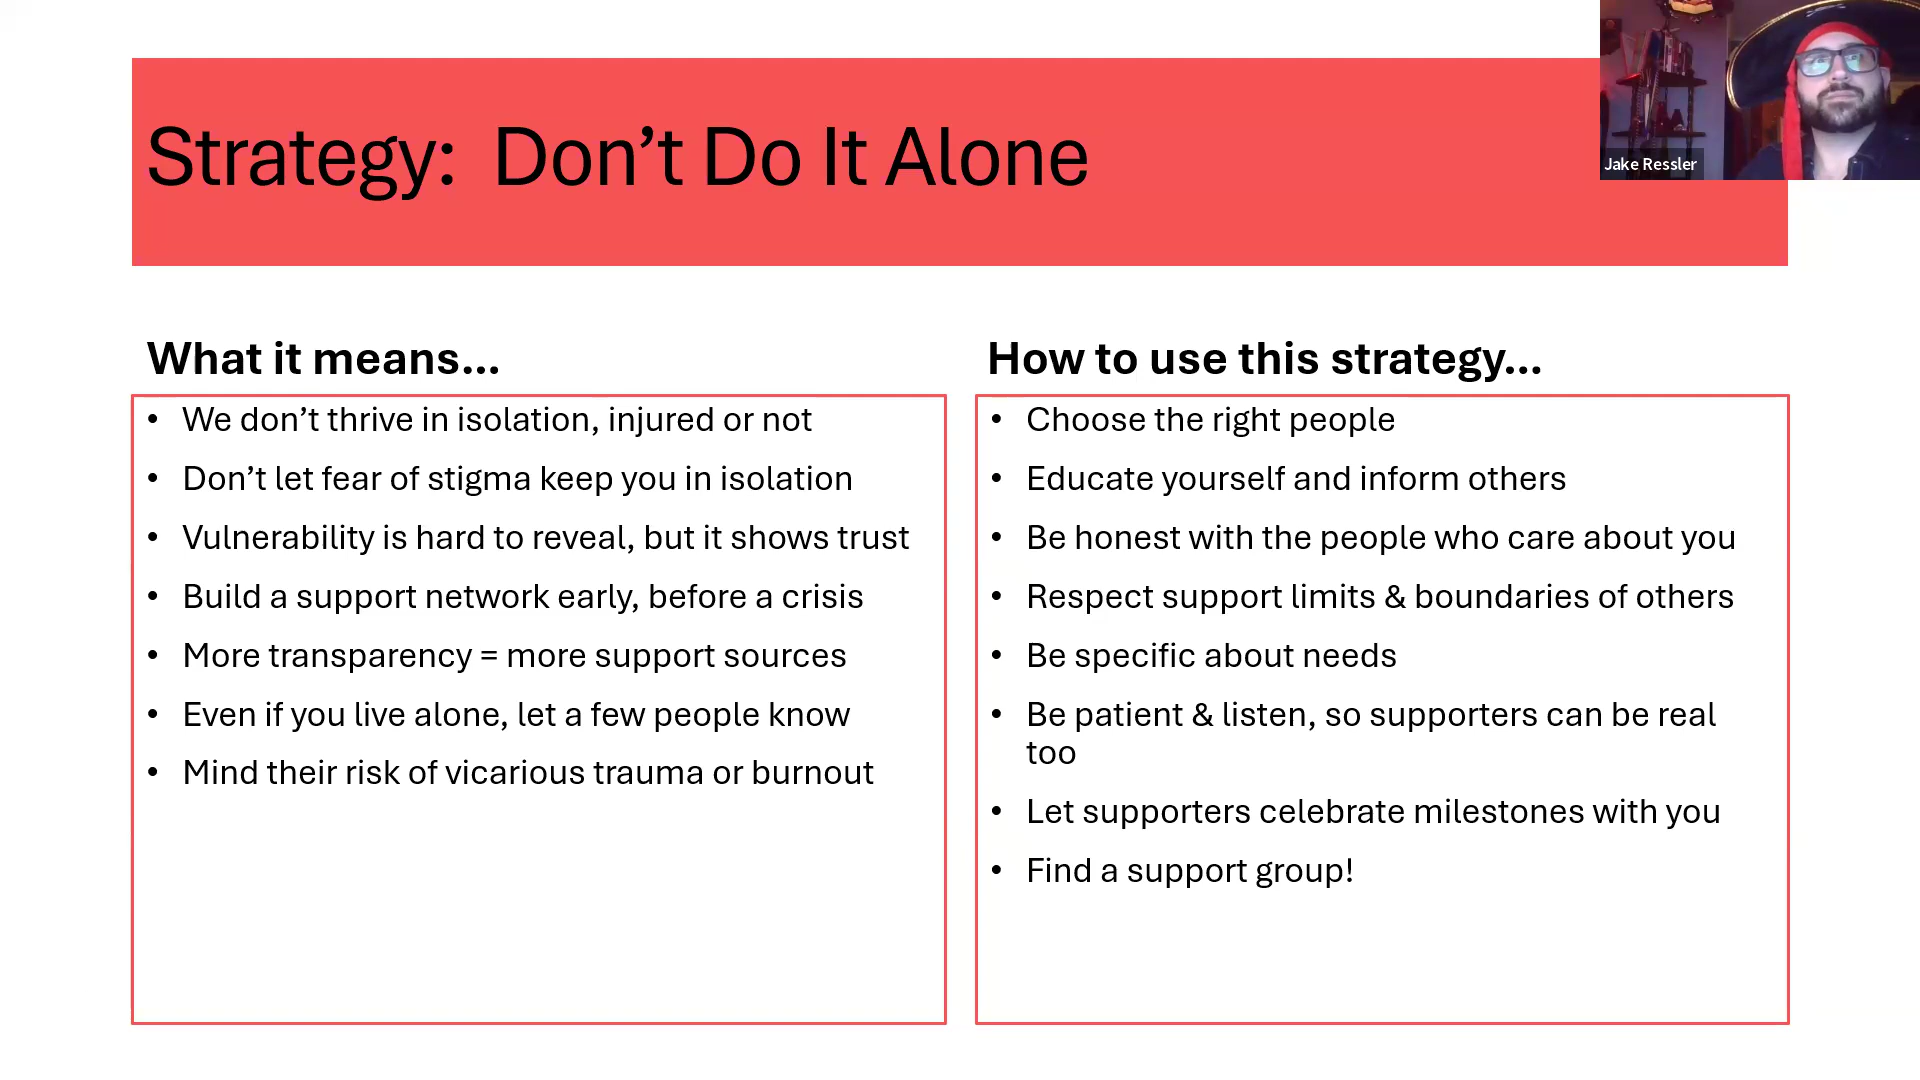 Strategy:  Don’t Do It Alone
Jake Ressler
What it means...
• We don’t thrive in isolation, injured or not
• Don’t let fear of stigma keep you in isolation
• Vulnerability is hard to reveal, but it shows trust
• Build a support network early, before a crisis
• More transparency = more support sources
• Even if you live alone, let a few people know
• Mind their risk of vicarious trauma or burnout
How to use this strategy...
• Choose the right people
• Educate yourself and inform others
• Be honest with the people who care about you
• Respect support limits & boundaries of others
• Be specific about needs
• Be patient & listen, so supporters can be real
too
• Let supporters celebrate milestones with you
• Find a support group!